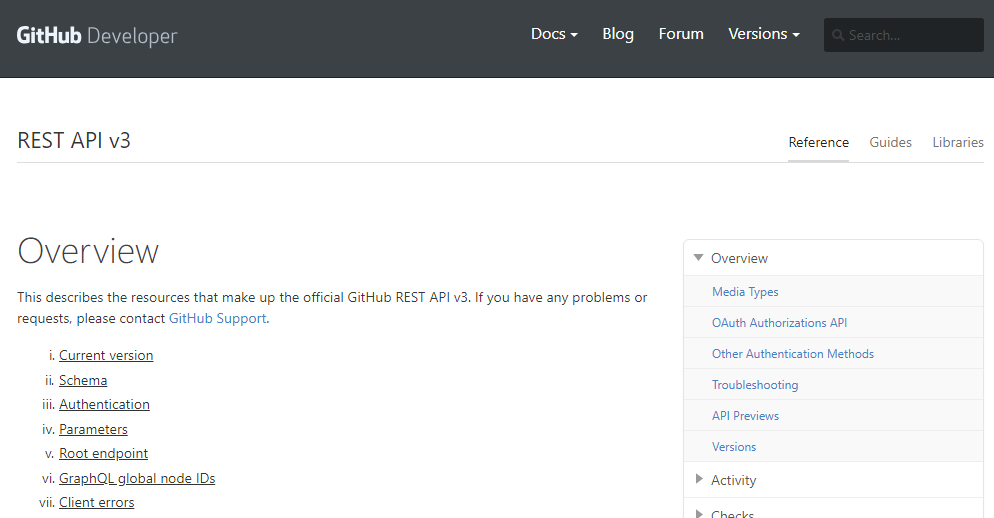 GitHub Developer
Docs
Blog
Forum
Versions
Search...
REST API v3
Reference
Guides
Libraries
Overview
This describes the resources that make up the official GitHub REST API v3. If you have any problems or
requests, please contact GitHub Support.
i. Current version
ii. Schema
iii. Authentication
iv. Parameters
v. Root endpoint
vi. GraphQL global node IDs
vii. Client errors
Overview
Media Types
OAuth Authorizations API
Other Authentication Methods
Troubleshooting
API Previews
Versions
Activity
Checks